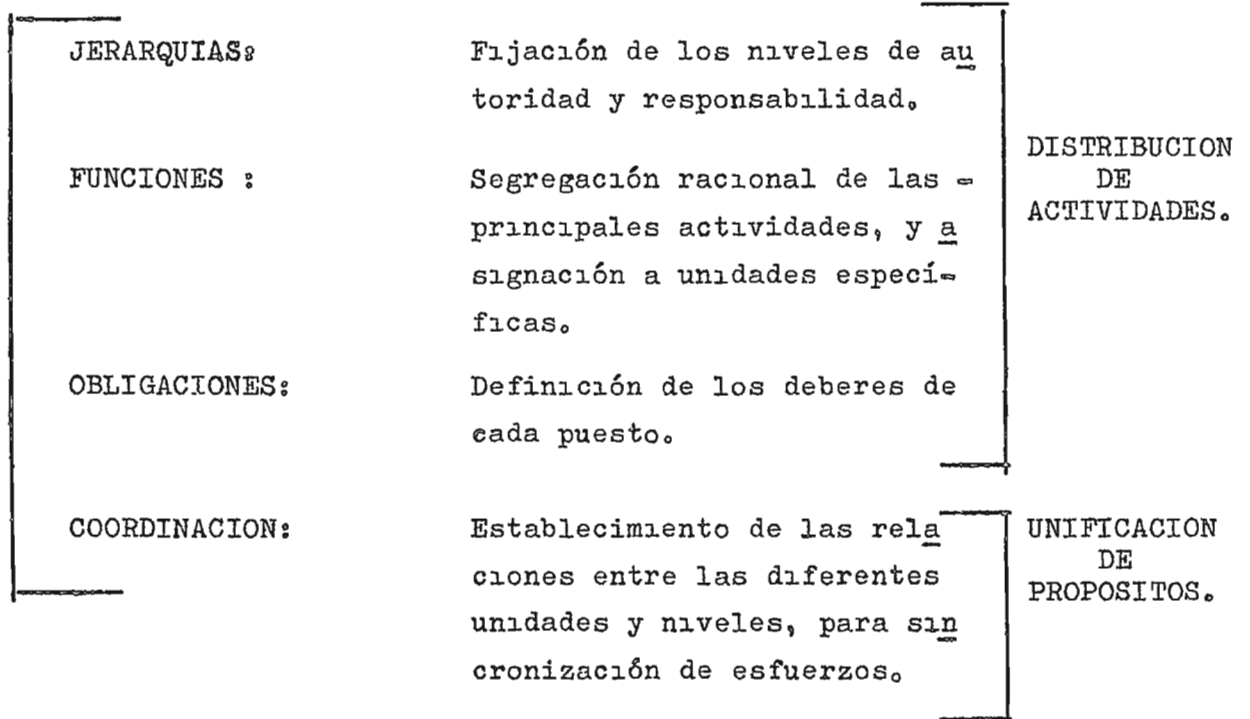 JERARQUIAS: Fijación de los niveles de au
toridad y responsabilidad.
FUNCIONES : Segregación racional de las -
principales actividades, y a
signación a unidades especí-
ficas.
OBLIGACIONES: Definición de los deberes de
cada puesto.
DISTRIBUCION
DE
ACTIVIDADES.
COORDINACION: Establecimiento de las rela
ciones entre las diferentes
unidades y niveles, para sin
cronización de esfuerzos.
UNIFICACION
DE
PROPOSITOS.